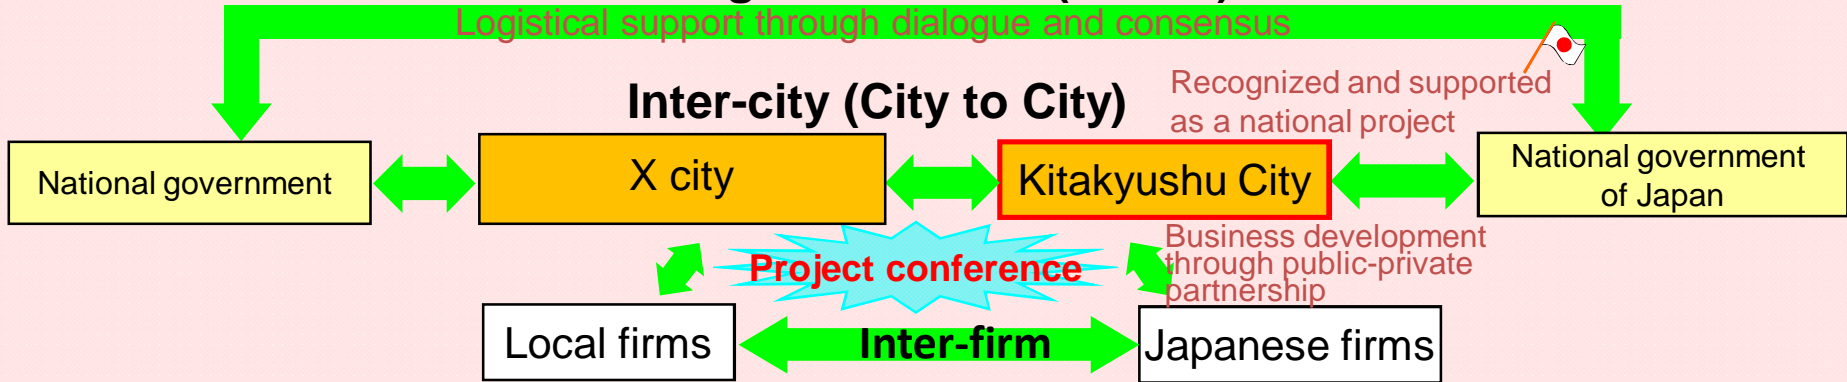 Logistical support through dialogue and consensus
Inter-city (City to City)
Recognized and supported
as a national project
National government
X city
Kitakyushu City
National government
of Japan
Project conference
Business development
through public-private
partnership
Local firms
Inter-firm
Japanese firms